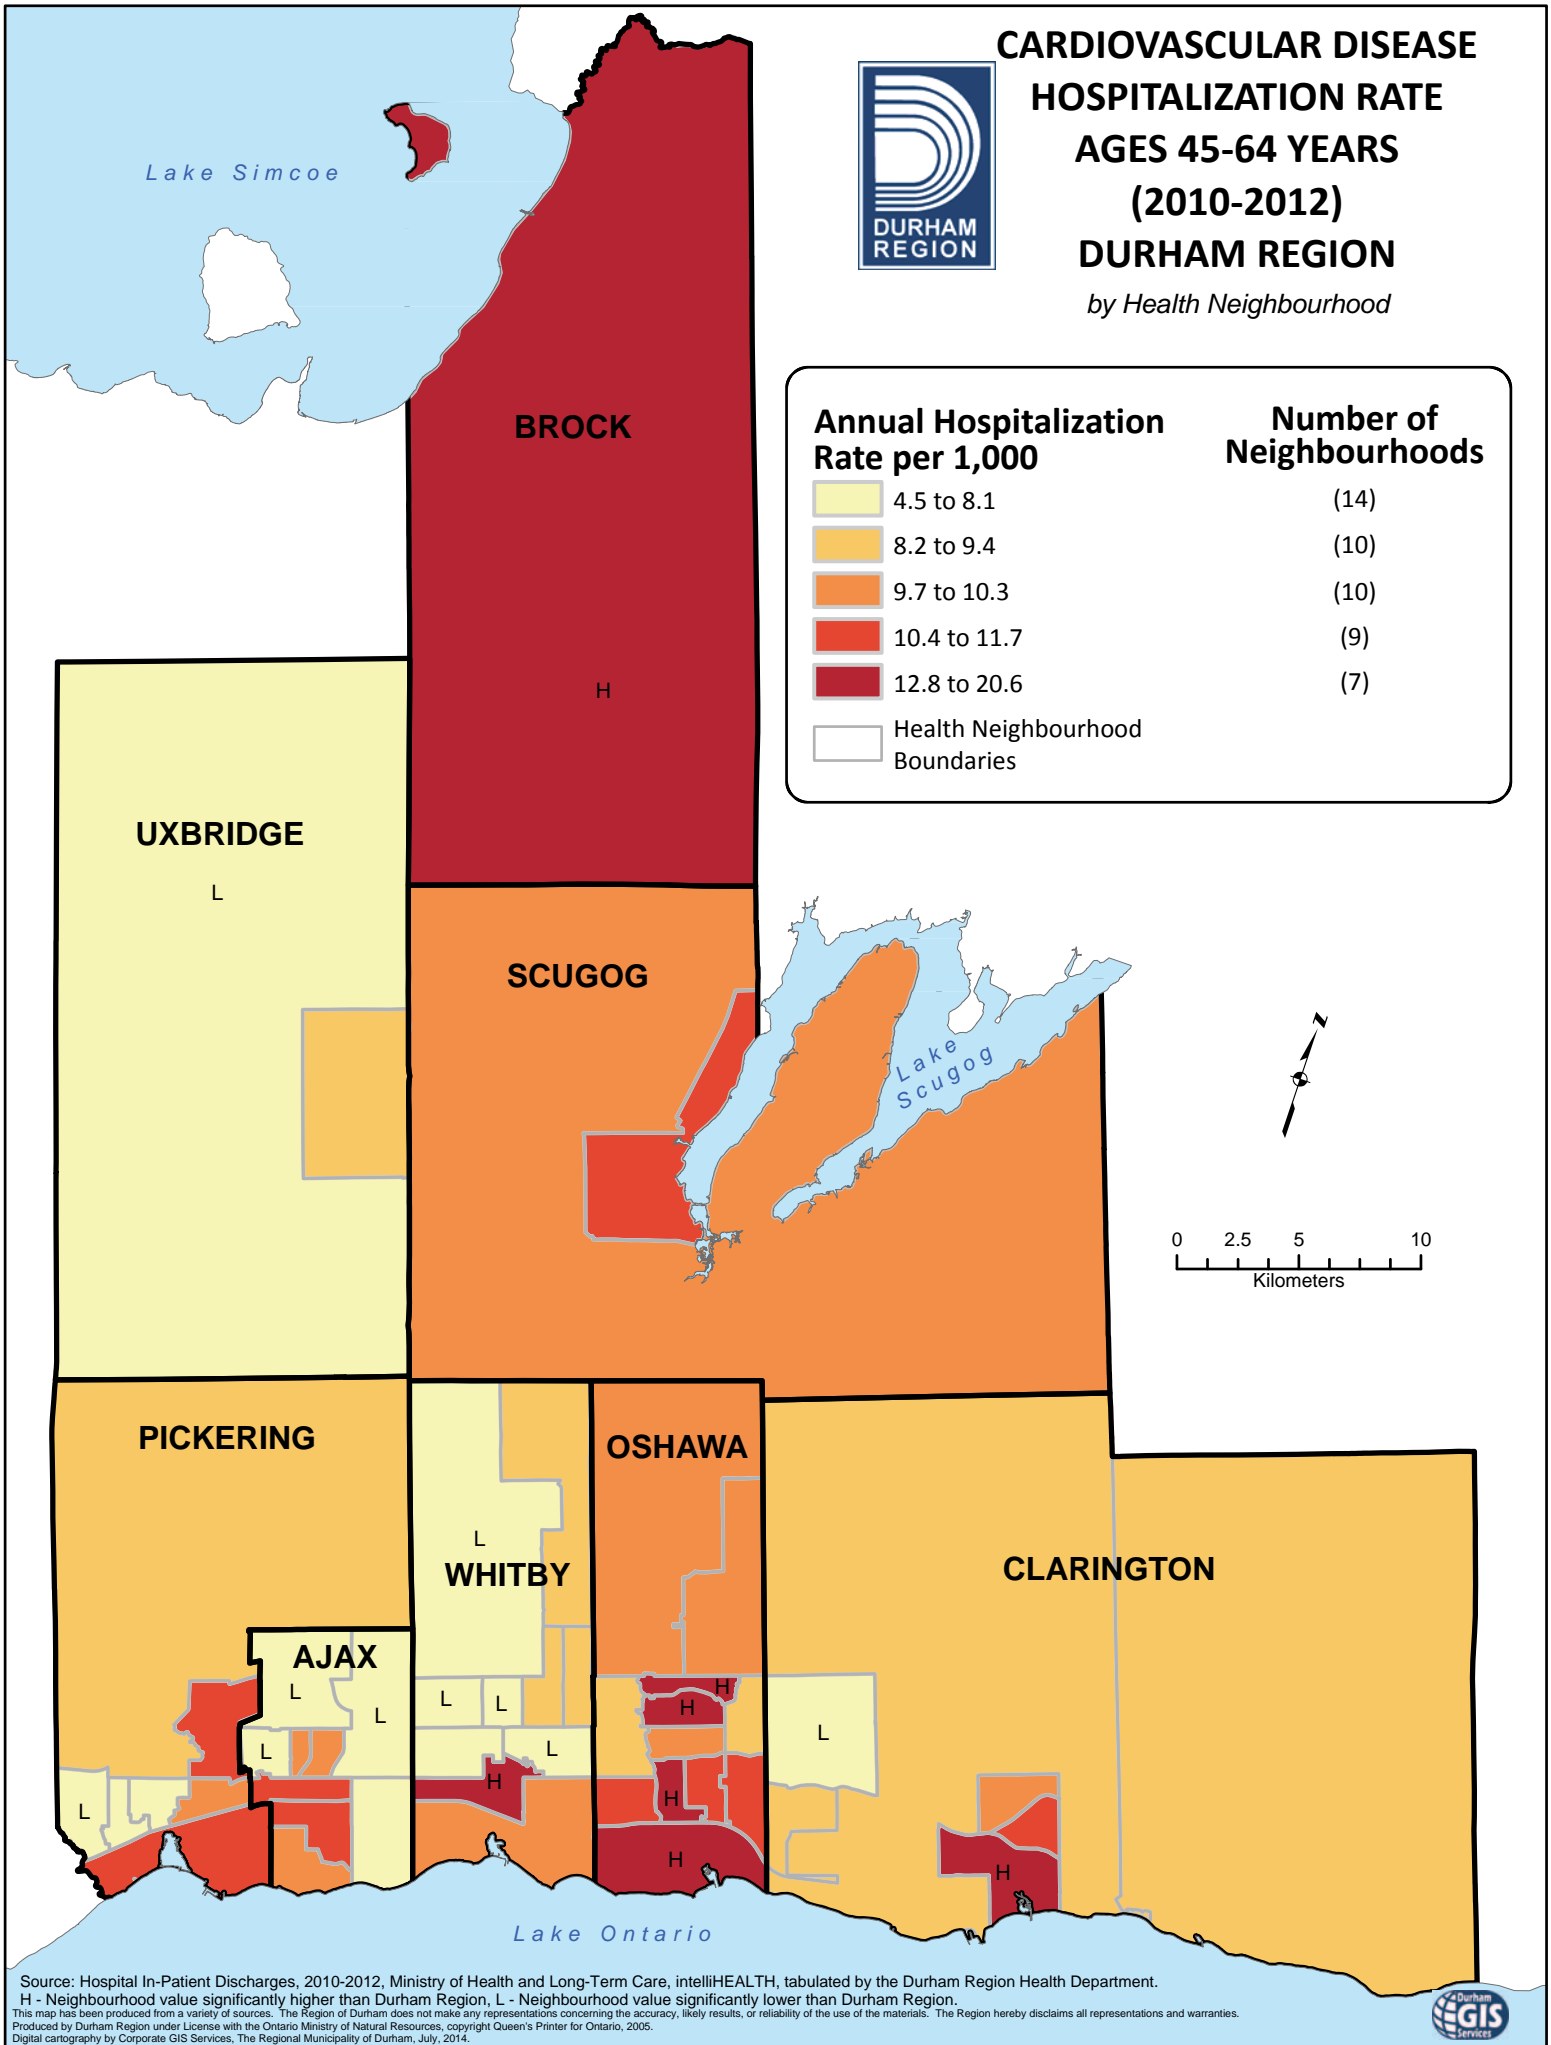 CARDIOVASCULAR DISEASE
HOSPITALIZATION RATE
AGES 45-64 YEARS
(2010-2012)
DURHAM REGION
by Health Neighbourhood
DURHAM
REGION
Lake Simcoe
Annual Hospitalization
Rate per 1,000
Number of
Neighbourhoods
4.5 to 8.1 (14)
8.2 to 9.4 (10)
9.7 to 10.3 (10)
10.4 to 11.7 (9)
12.8 to 20.6 (7)
Health Neighbourhood
Boundaries
BROCK
H
UXBRIDGE
L
SCUGOG
Lake
Scugog
N
0 2.5 5 10
Kilometers
PICKERING
OSHAWA
L
WHITBY
CLARINGTON
AJAX
L
L
L
L
H
H
L
L
L
H
H
L
H
H
Lake Ontario
Source: Hospital In-Patient Discharges, 2010-2012, Ministry of Health and Long-Term Care, intelliHEALTH, tabulated by the Durham Region Health Department.
H - Neighbourhood value significantly higher than Durham Region, L - Neighbourhood value significantly lower than Durham Region.
This map has been produced from a variety of sources. The Region of Durham does not make any representations concerning the accuracy, likely results, or reliability of the use of the materials. The Region hereby disclaims all representations and warranties.
Produced by Durham Region under License with the Ontario Ministry of Natural Resources, copyright Queen's Printer for Ontario, 2005.
Digital cartography by Corporate GIS Services, The Regional Municipality of Durham, July, 2014.
Durham
GIS
Services